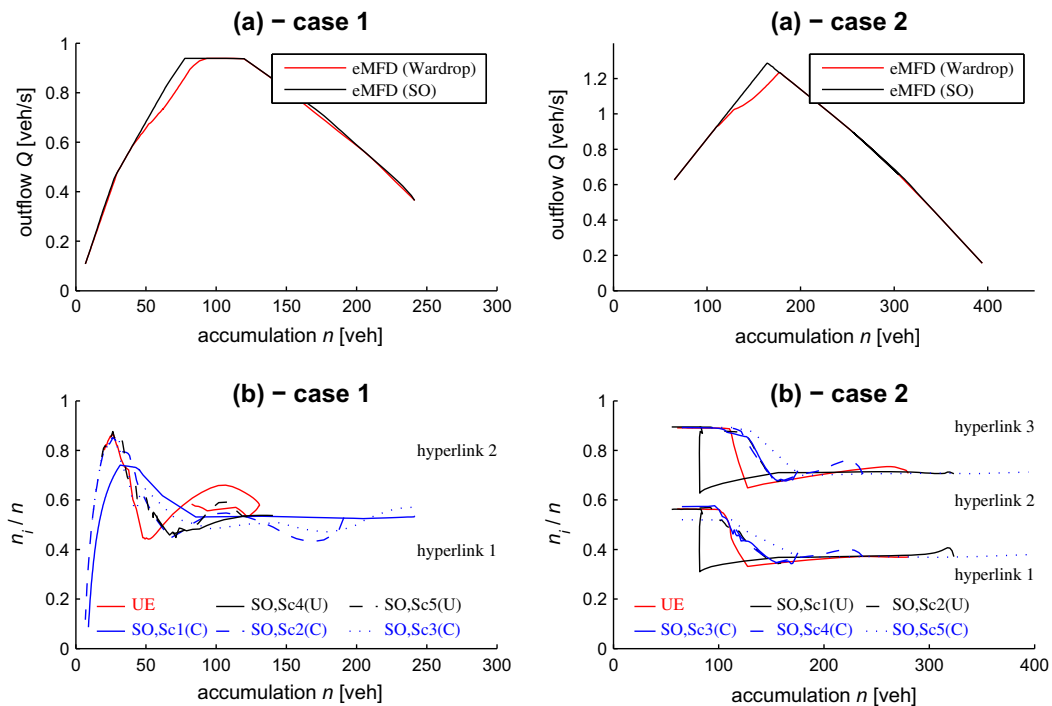 (a) − case 1
1
0.8
0.6
0.4
0.2
0
outflow Q [veh/s]
eMFD (Wardrop)
eMFD (SO)
0 50 100 150 200 250 300
accumulation n [veh]
(a) − case 2
1.2
1
0.8
0.6
0.4
0.2
0
outflow Q [veh/s]
eMFD (Wardrop)
eMFD (SO)
0 100 200 300 400
accumulation n [veh]
(b) − case 1
1
0.8
0.6
0.4
0.2
0
n_i / n
hyperlink 2
hyperlink 1
UE SO,Sc4(U) SO,Sc5(U)
SO,Sc1(C) SO,Sc2(C) SO,Sc3(C)
0 50 100 150 200 250 300
accumulation n [veh]
(b) − case 2
1
0.8
0.6
0.4
0.2
0
n_i / n
hyperlink 3
hyperlink 2
hyperlink 1
UE SO,Sc1(U) SO,Sc2(U)
SO,Sc3(C) SO,Sc4(C) SO,Sc5(C)
0 100 200 300 400
accumulation n [veh]